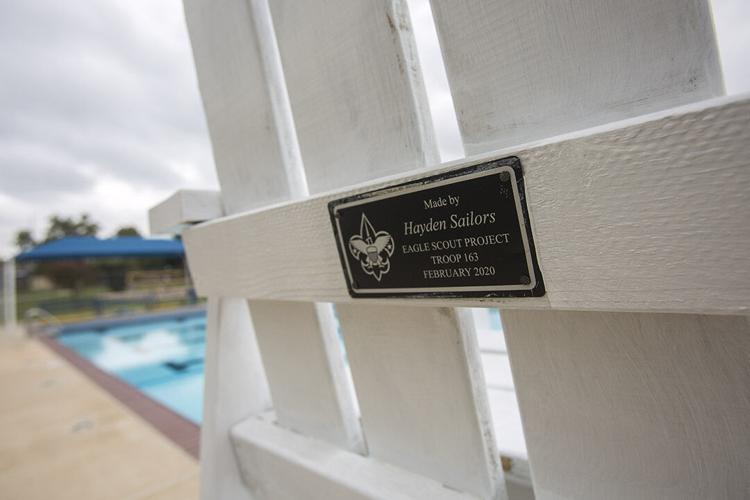 Made by
Hayden Sailors
EAGLE SCOUT PROJECT
TROOP 163
FEBRUARY 2020